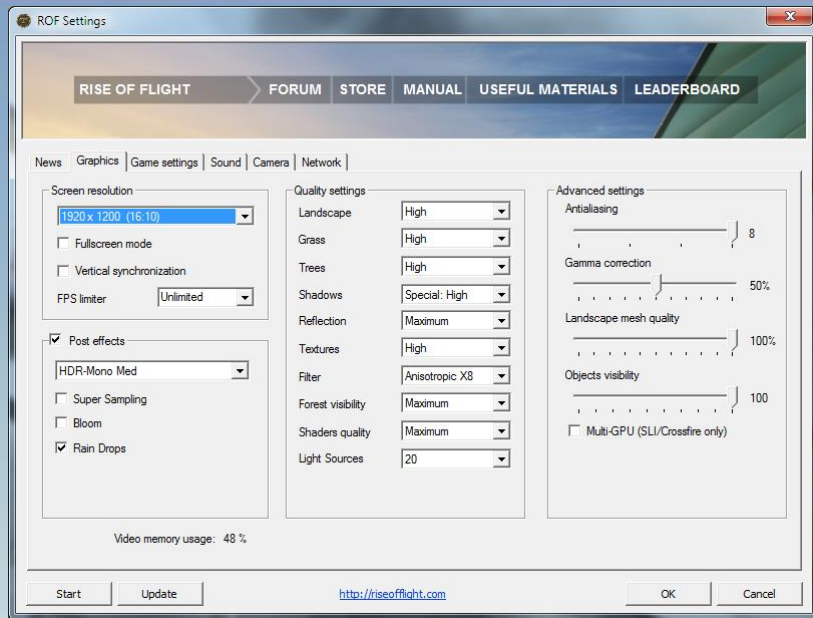 ROF Settings
RISE OF FLIGHT FORUM STORE MANUAL USEFUL MATERIALS LEADERBOARD
News Graphics Game settings Sound Camera Network
Screen resolution
1920 x 1200 (16:10)
Fullscreen mode
Vertical synchronization
FPS limiter Unlimited
Post effects
HDR-Mono Med
Super Sampling
Bloom
Rain Drops
Video memory usage: 48 %
Quality settings
Landscape High
Grass High
Trees High
Shadows Special: High
Reflection Maximum
Textures High
Filter Anisotropic X8
Forest visibility Maximum
Shaders quality Maximum
Light Sources 20
Advanced settings
Antialiasing
8
Gamma correction
50%
Landscape mesh quality
100%
Objects visibility
100
Multi-GPU (SLI/Crossfire only)
Start Update http://riseofflight.com OK Cancel